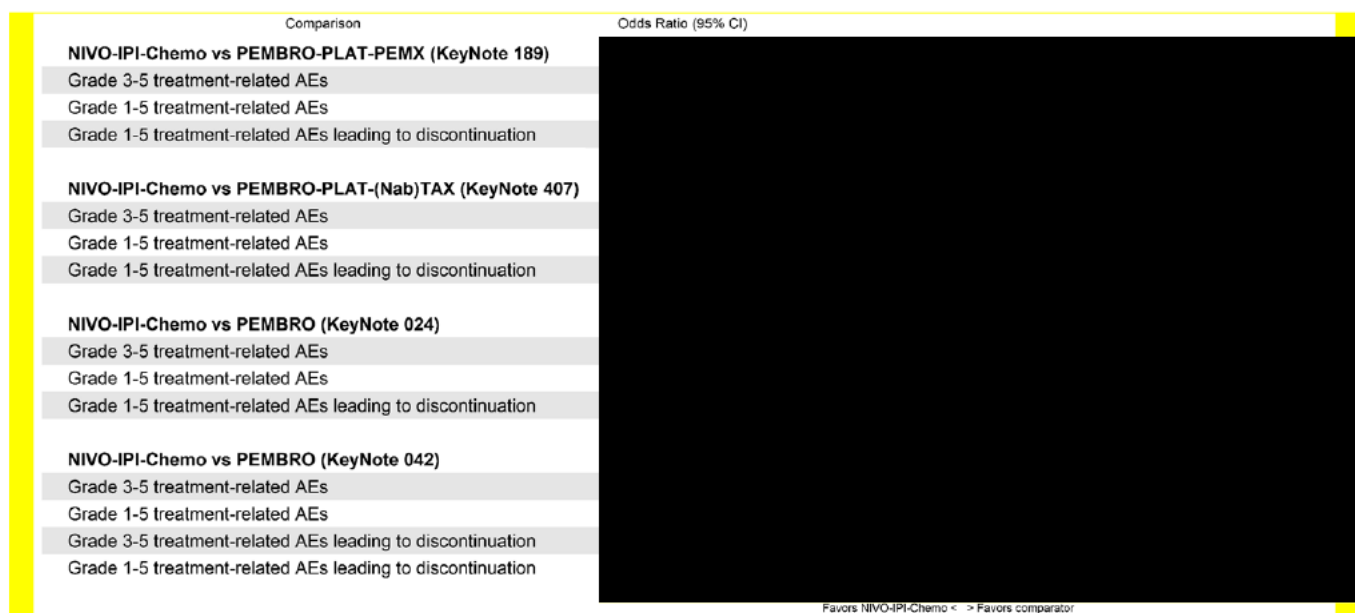 Comparison Odds Ratio (95% CI)
NIVO-IPI-Chemo vs PEMBRO-PLAT-PEMX (KeyNote 189)
Grade 3-5 treatment-related AEs
Grade 1-5 treatment-related AEs
Grade 1-5 treatment-related AEs leading to discontinuation
NIVO-IPI-Chemo vs PEMBRO-PLAT-(Nab)TAX (KeyNote 407)
Grade 3-5 treatment-related AEs
Grade 1-5 treatment-related AEs
Grade 1-5 treatment-related AEs leading to discontinuation
NIVO-IPI-Chemo vs PEMBRO (KeyNote 024)
Grade 3-5 treatment-related AEs
Grade 1-5 treatment-related AEs
Grade 1-5 treatment-related AEs leading to discontinuation
NIVO-IPI-Chemo vs PEMBRO (KeyNote 042)
Grade 3-5 treatment-related AEs
Grade 1-5 treatment-related AEs
Grade 3-5 treatment-related AEs leading to discontinuation
Grade 1-5 treatment-related AEs leading to discontinuation
Favors NIVO-IPI-Chemo < > Favors comparator